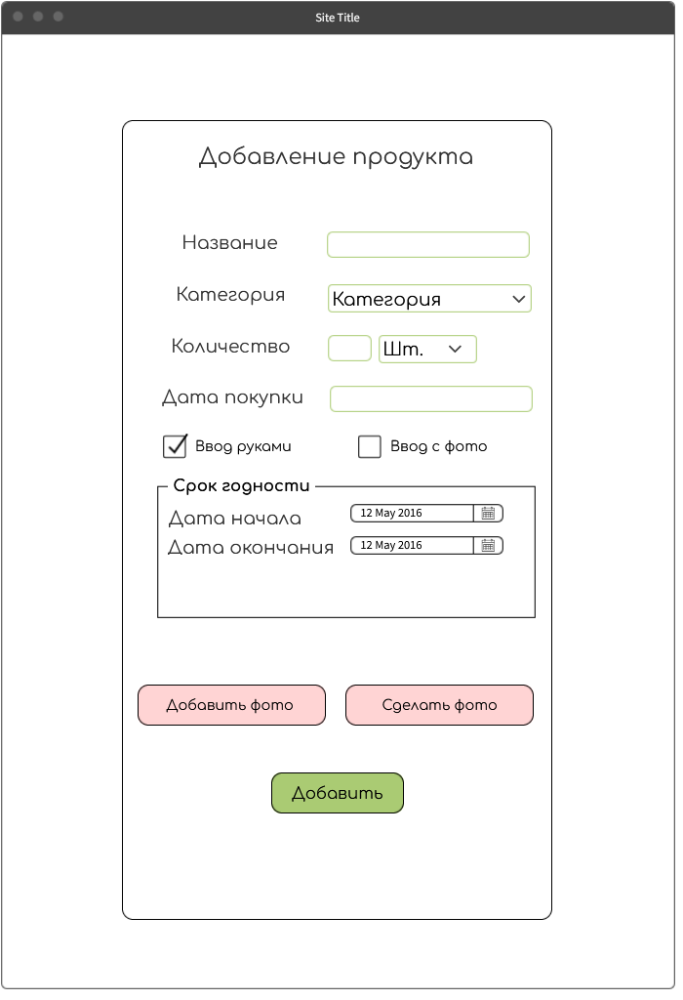 Site Title
Добавление продукта
Название
Категория Категория
Количество Шт.
Дата покупки
Ввод руками Ввод с фото
Срок годности
Дата начала 12 May 2016
Дата окончания 12 May 2016
Добавить фото Сделать фото
Добавить